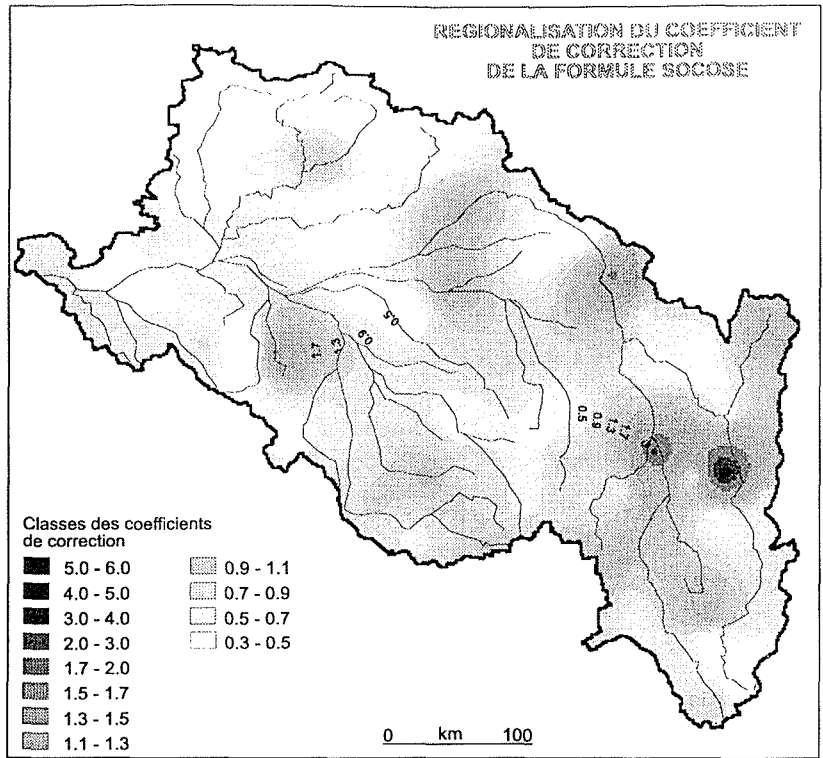 REGIONALISATION DU COEFFICIENT
DE CORRECTION
DE LA FORMULE SOCOSE
0.5
0.9
1.3
1.7
0.5
0.9
1.3
1.7
Classes des coefficients
de correction
5.0 - 6.0
4.0 - 5.0
3.0 - 4.0
2.0 - 3.0
1.7 - 2.0
1.5 - 1.7
1.3 - 1.5
1.1 - 1.3
0.9 - 1.1
0.7 - 0.9
0.5 - 0.7
0.3 - 0.5
0 km 100